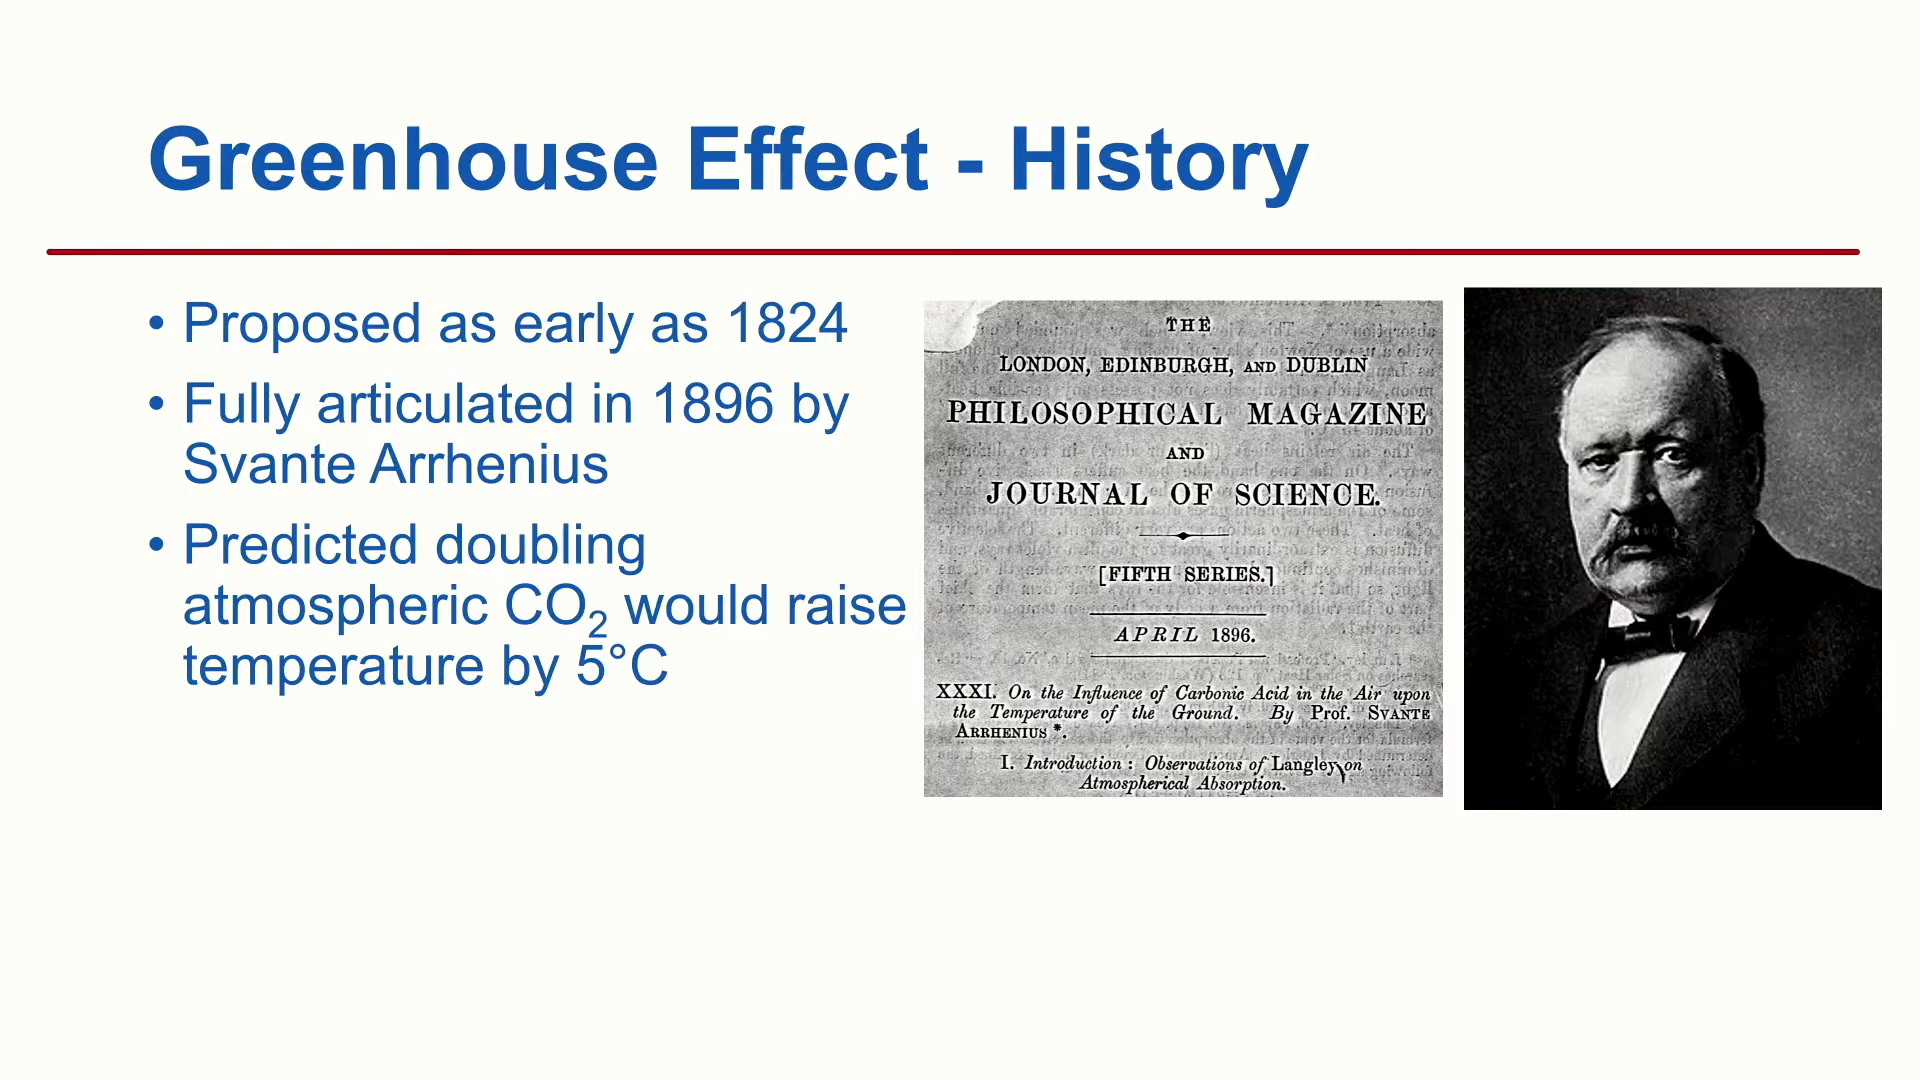 Greenhouse Effect - History
• Proposed as early as 1824
• Fully articulated in 1896 by
Svante Arrhenius
• Predicted doubling
atmospheric CO₂ would raise
temperature by 5°C
THE
LONDON, EDINBURGH, AND DUBLIN
PHILOSOPHICAL MAGAZINE
AND
JOURNAL OF SCIENCE.
[FIFTH SERIES.]
APRIL 1896.
XXXI. On the Influence of Carbonic Acid in the Air upon
the Temperature of the Ground. By Prof. SVANTE
ARRHENIUS *.
I. Introduction : Observations of Langley on
Atmospherical Absorption.